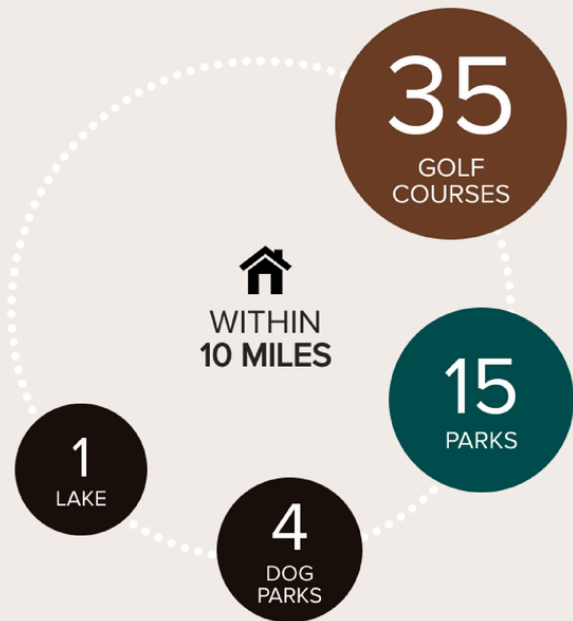 35
GOLF
COURSES
WITHIN
10 MILES
15
PARKS
1
LAKE
4
DOG
PARKS